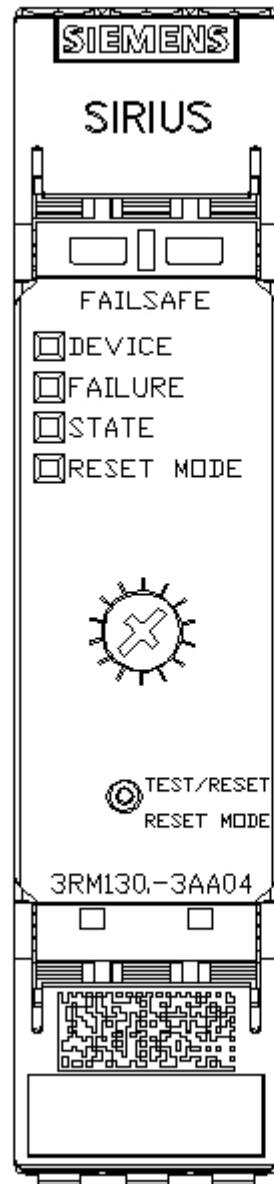 SIEMENS
SIRIUS
FAILSAFE
DEVICE
FAILURE
STATE
RESET MODE
TEST/RESET
RESET MODE
3RM130.-3AA04